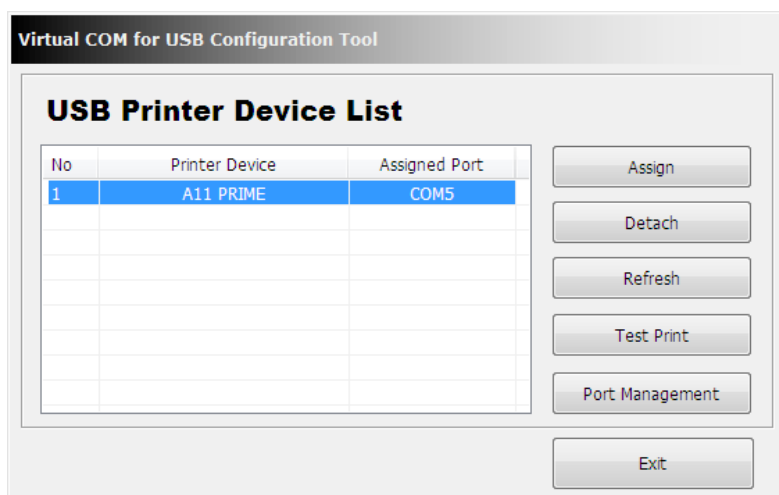 Virtual COM for USB Configuration Tool
USB Printer Device List
No Printer Device Assigned Port
1 A11 PRIME COM5
Assign
Detach
Refresh
Test Print
Port Management
Exit